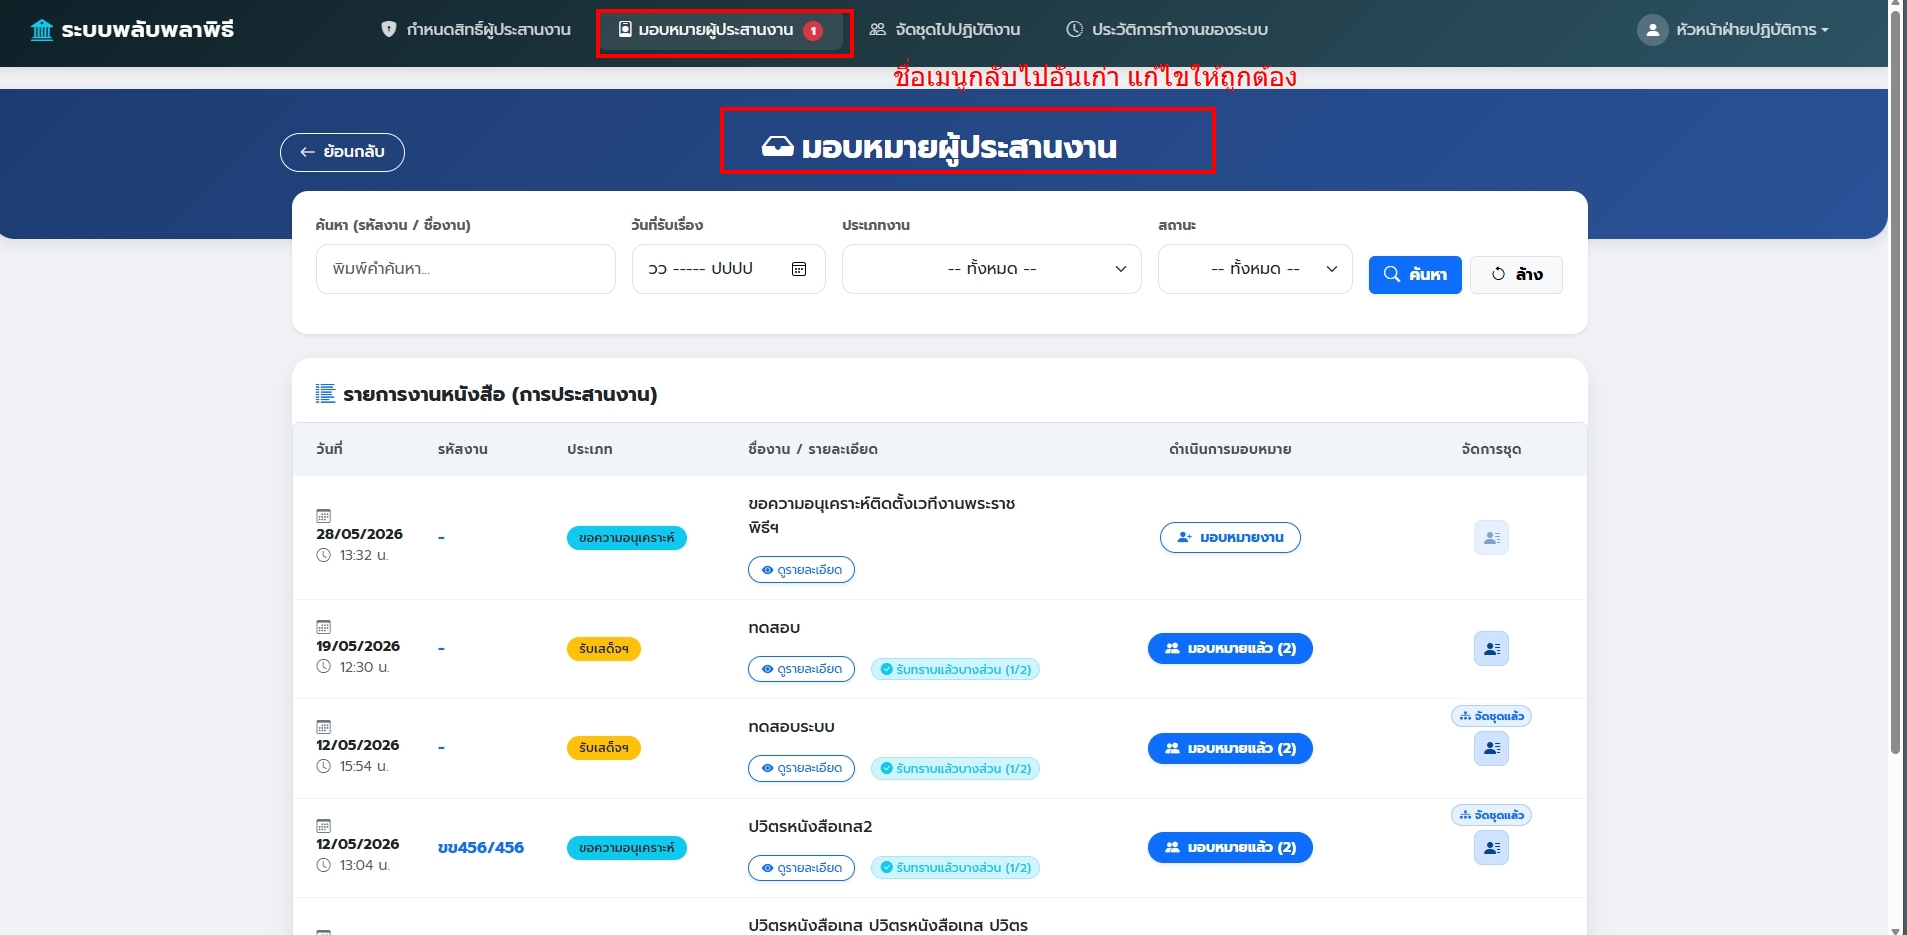 ระบบพลับพลาพิธี
กำหนดสิทธิ์ผู้ประสานงาน
มอบหมายผู้ประสานงาน 1
จัดชุดไปปฏิบัติงาน
ประวัติการทำงานของระบบ
หัวหน้าฝ่ายปฏิบัติการ
ชื่อเมนูกลับไปอันเก่า แก้ไขให้ถูกต้อง
ย้อนกลับ
มอบหมายผู้ประสานงาน
ค้นหา (รหัสงาน / ชื่องาน)
วันที่รับเรื่อง
ประเภทงาน
สถานะ
พิมพ์คำค้นหา...
วว ----- ปปปป
-- ทั้งหมด --
-- ทั้งหมด --
ค้นหา
ล้าง
รายการงานหนังสือ (การประสานงาน)
วันที่ รหัสงาน ประเภท ชื่องาน / รายละเอียด ดำเนินการมอบหมาย จัดการชุด
28/05/2026
13:32 น.
-
ขอความอนุเคราะห์
ขอความอนุเคราะห์ติดตั้งเวทีงานพระราช
พิธีฯ
ดูรายละเอียด
มอบหมายงาน
19/05/2026
12:30 น.
-
รับเสด็จฯ
ทดสอบ
ดูรายละเอียด
รับทราบแล้วบางส่วน (1/2)
มอบหมายแล้ว (2)
12/05/2026
15:54 น.
-
รับเสด็จฯ
ทดสอบระบบ
ดูรายละเอียด
รับทราบแล้วบางส่วน (1/2)
มอบหมายแล้ว (2)
จัดชุดแล้ว
12/05/2026
13:04 น.
ขข456/456
ขอความอนุเคราะห์
ปวิตรหนังสือเทส2
ดูรายละเอียด
รับทราบแล้วบางส่วน (1/2)
มอบหมายแล้ว (2)
จัดชุดแล้ว
ปวิตรหนังสือเทส ปวิตรหนังสือเทส ปวิตร